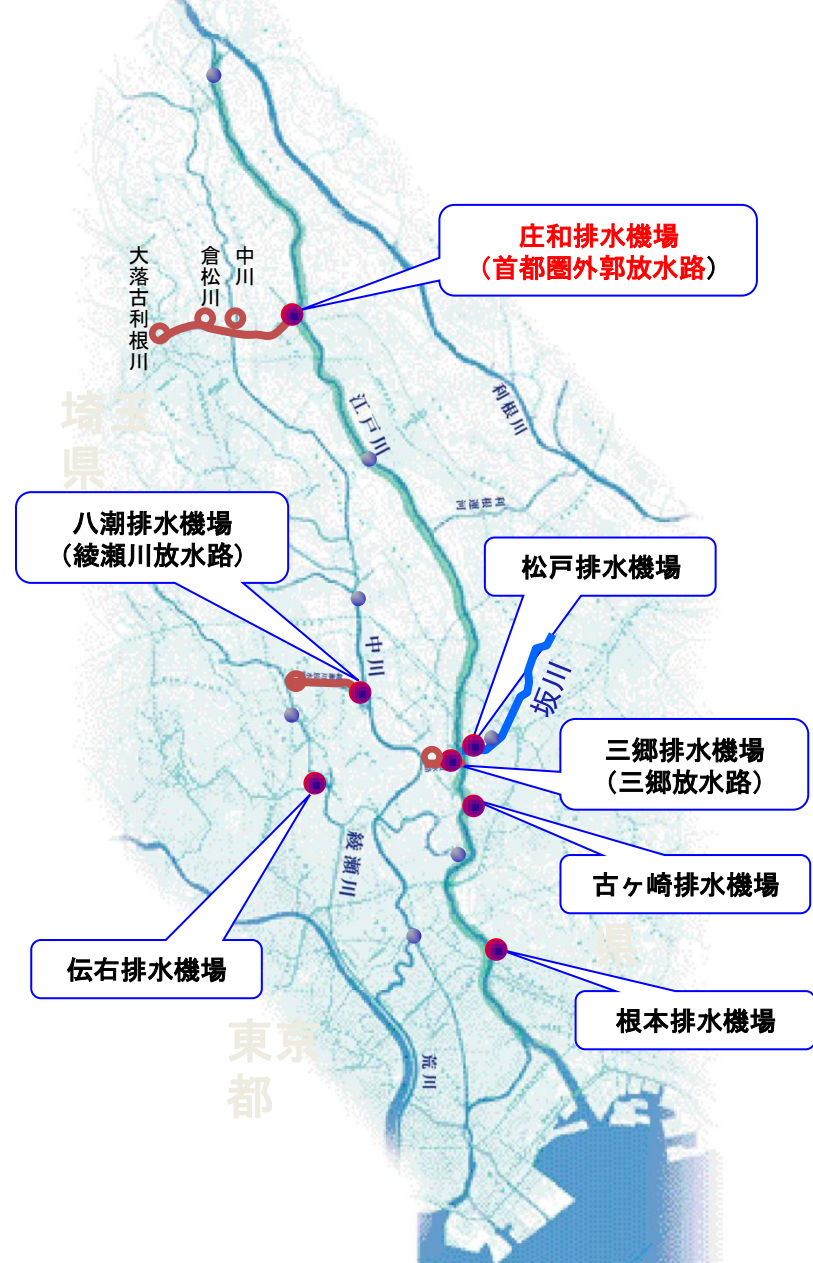 庄和排水機場
（首都圏外郭放水路）
中川
倉松川
大落古利根川
埼玉
県
江戸川
利根川
利根運河
八潮排水機場
（綾瀬川放水路）
松戸排水機場
中川
坂川
三郷排水機場
（三郷放水路）
綾瀬川
古ヶ崎排水機場
県
伝右排水機場
根本排水機場
東京
都
荒川